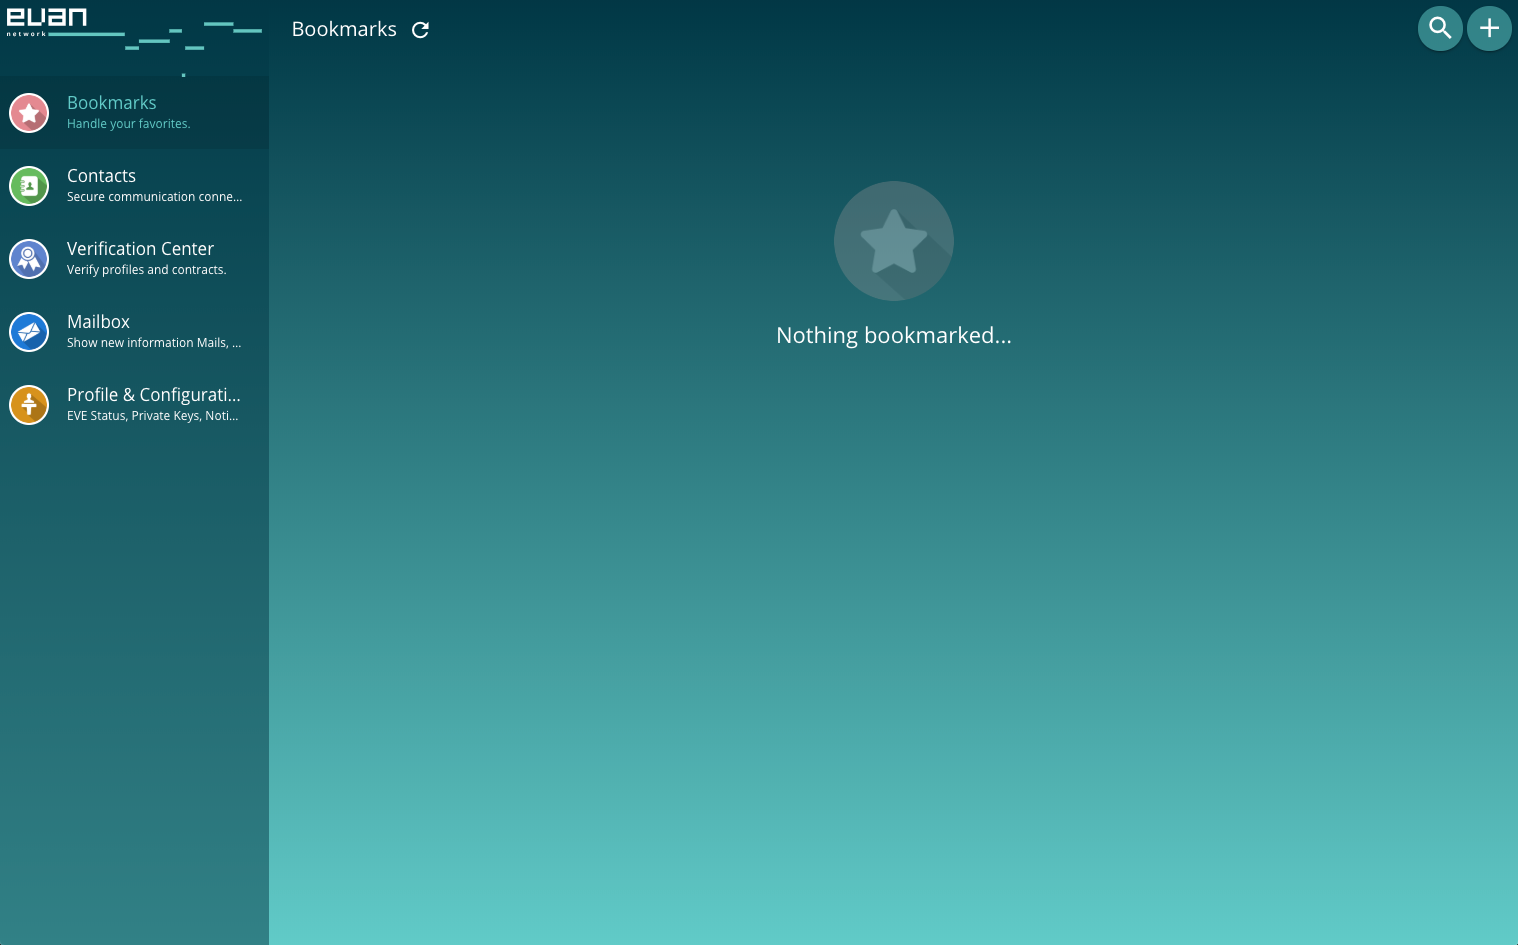 evan
network
Bookmarks
Handle your favorites.
Contacts
Secure communication conne...
Verification Center
Verify profiles and contracts.
Mailbox
Show new information Mails, ...
Profile & Configurati...
EVE Status, Private Keys, Noti...
Bookmarks
Nothing bookmarked...